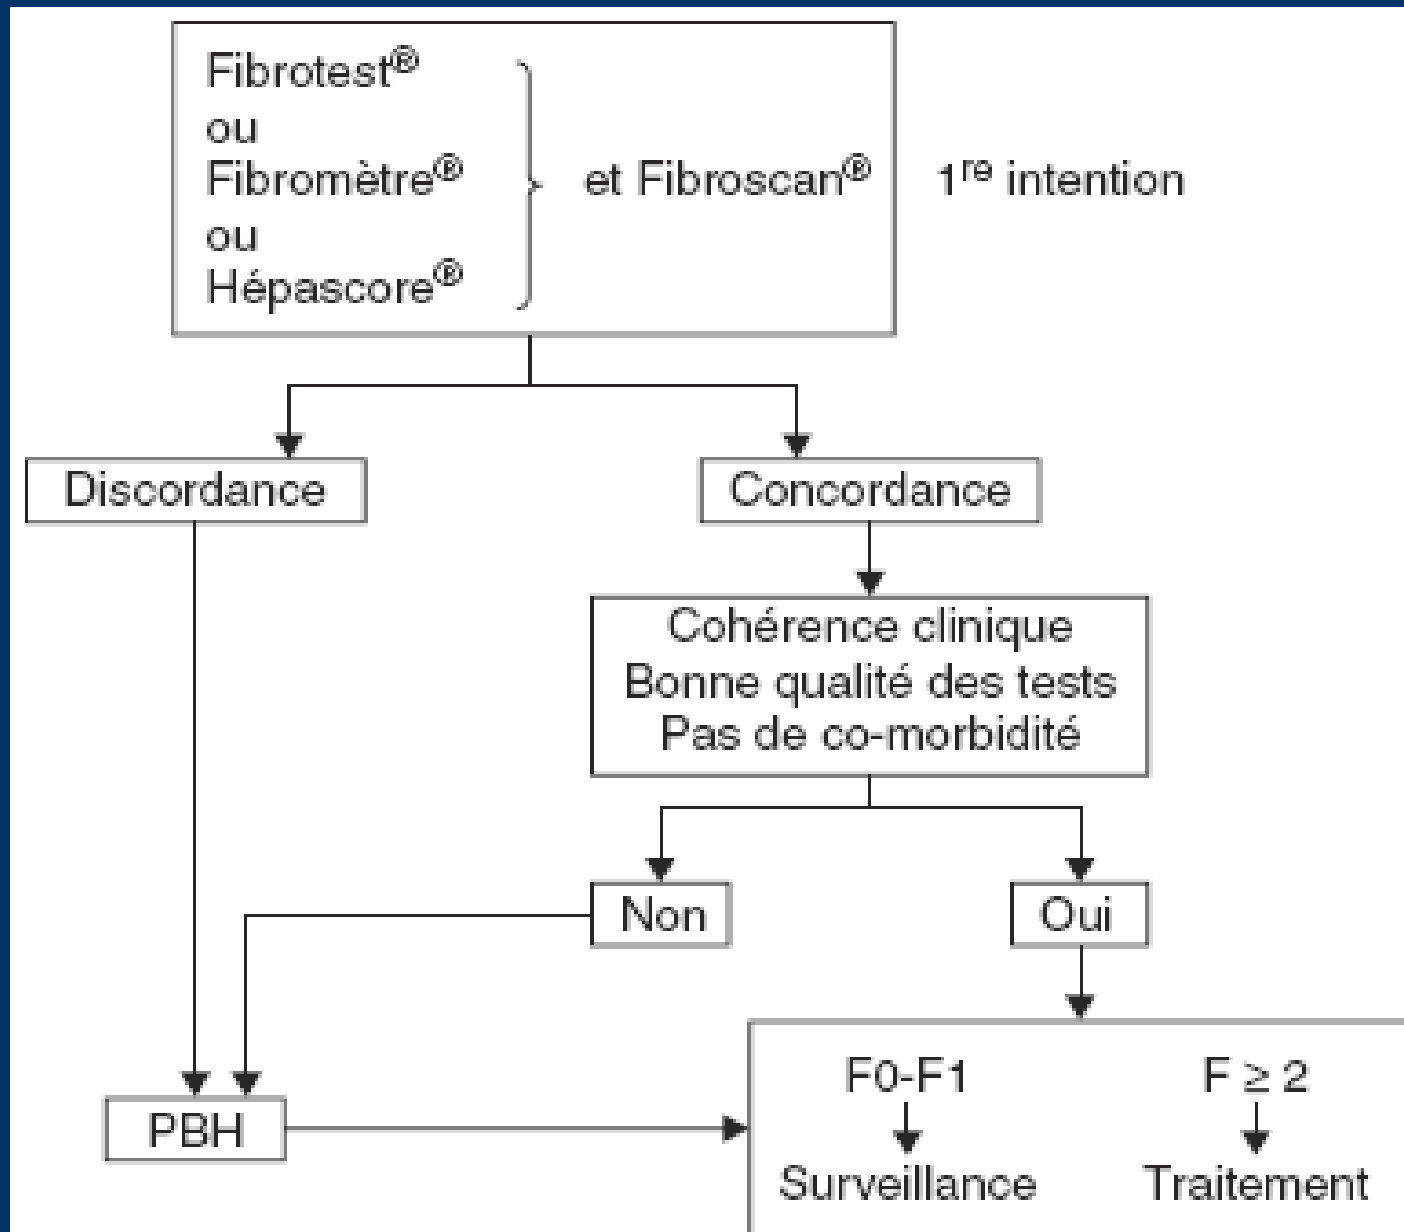 Fibrotest®
ou
Fibromètre® et Fibroscan® 1re intention
ou
Hépascore®
Discordance
Concordance
Cohérence clinique
Bonne qualité des tests
Pas de co-morbidité
Non
Oui
PBH
F0-F1
F ≥ 2
Surveillance
Traitement